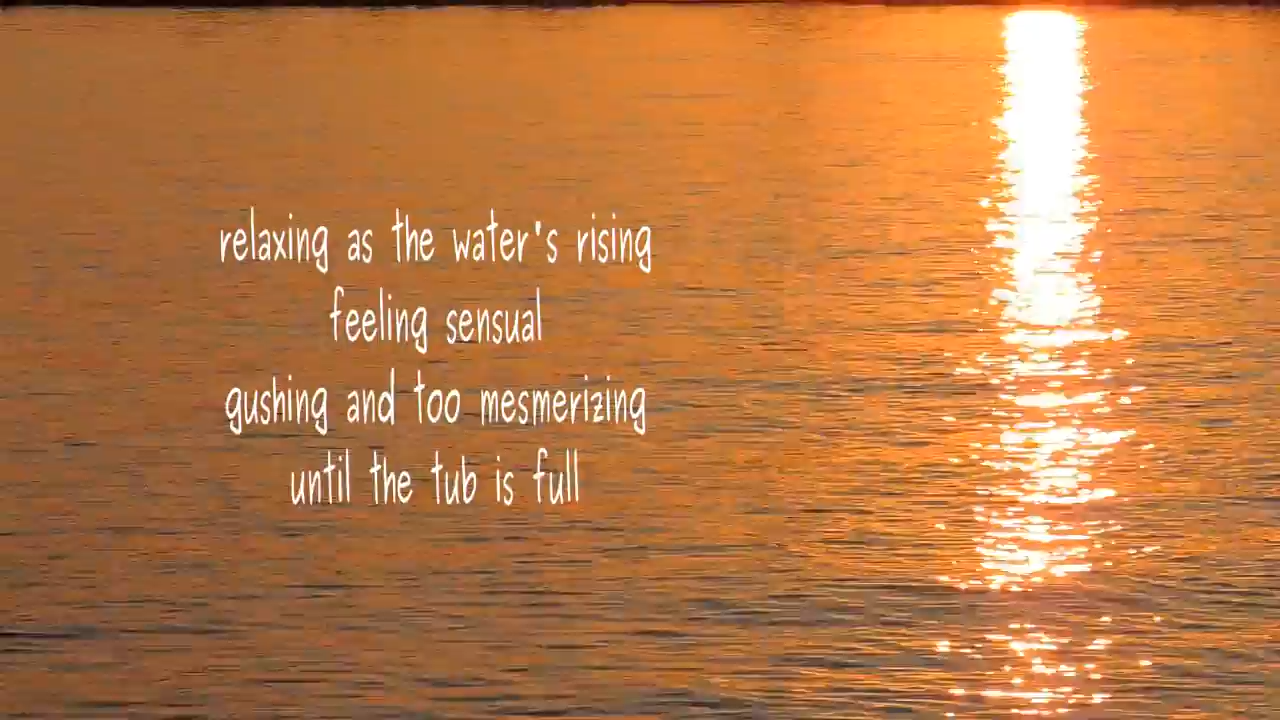 relaxing as the water's rising
feeling sensual
gushing and too mesmerizing
until the tub is full